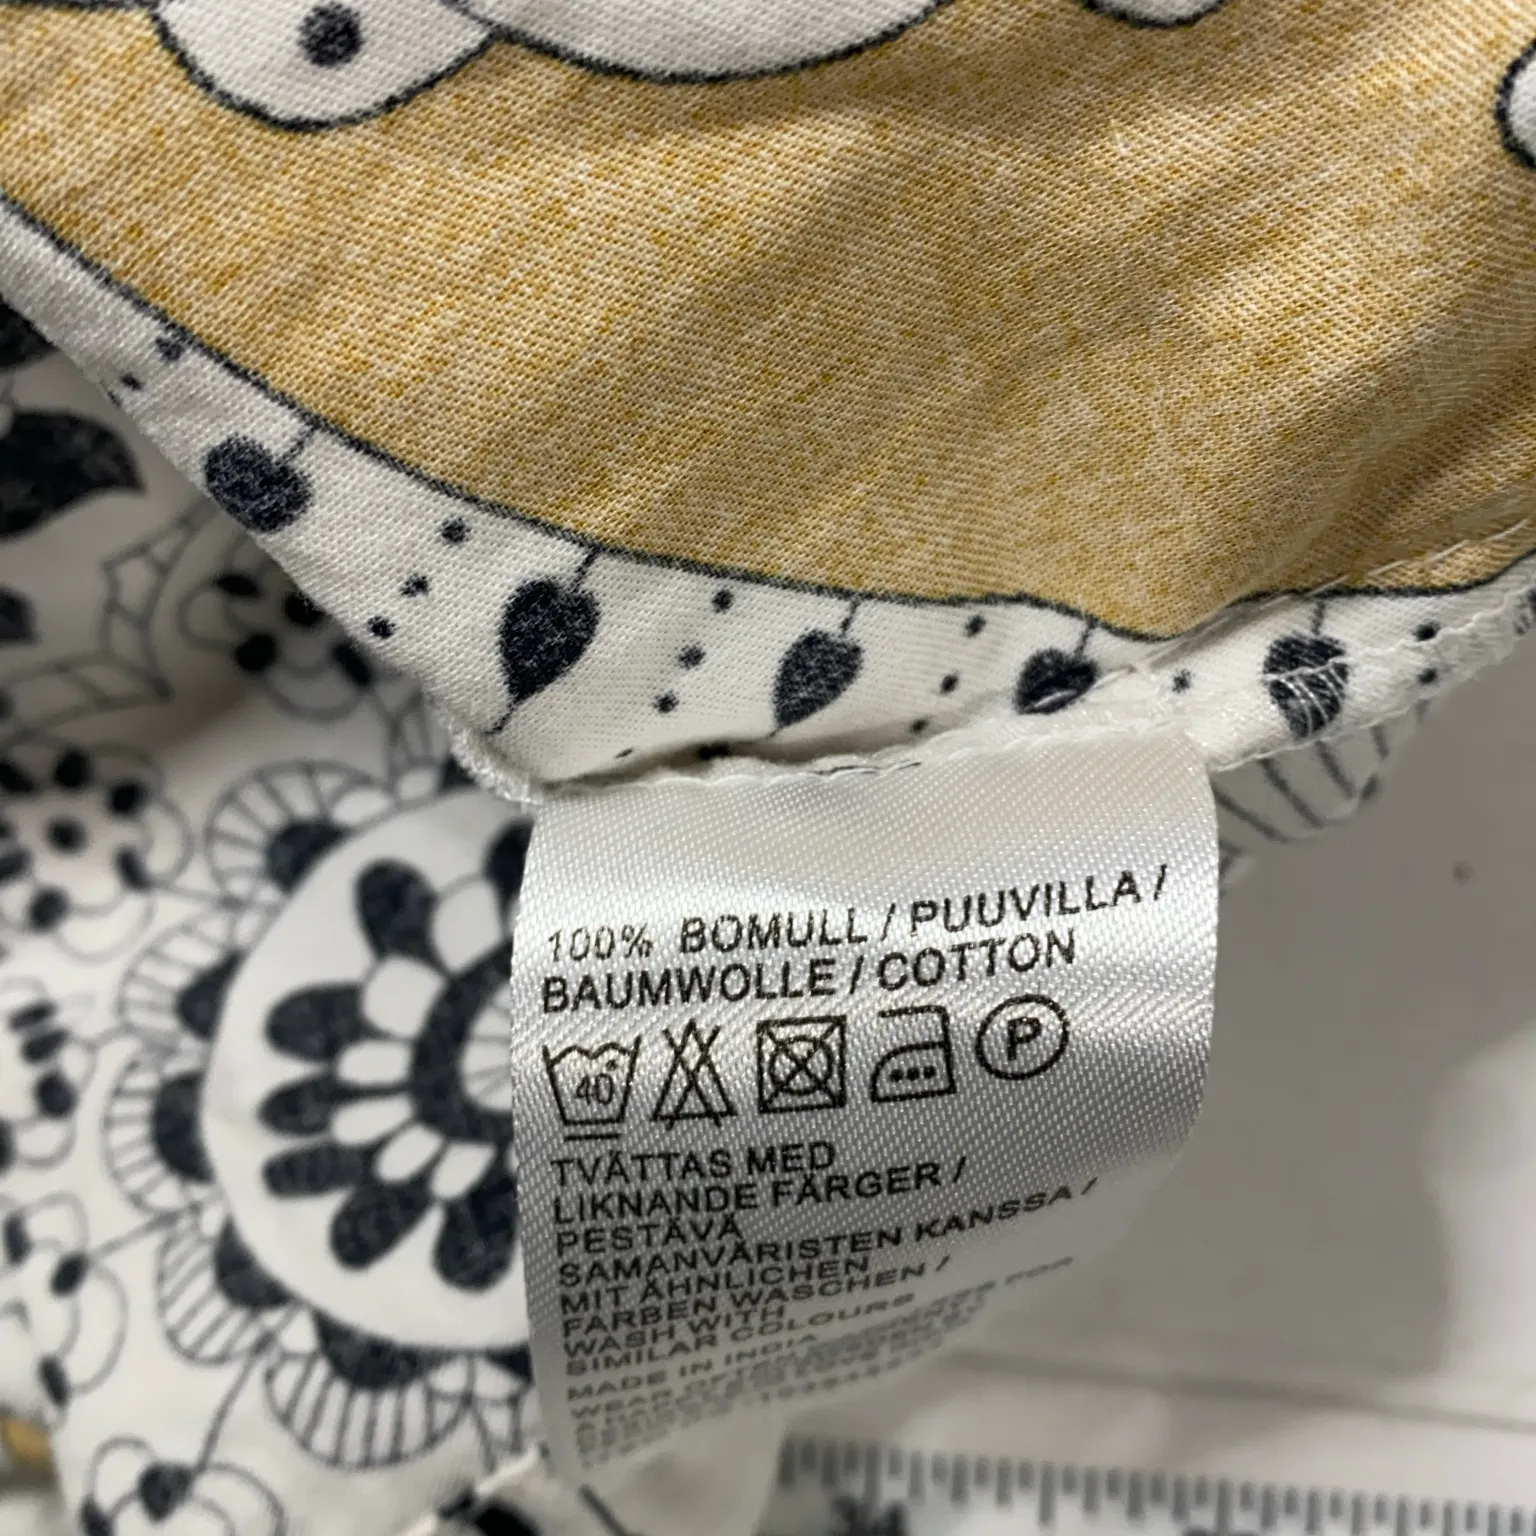 100% BOMULL / PUUVILLA /
BAUMWOLLE / COTTON
40 P
TVÄTTAS MED
LIKNANDE FÄRGER /
PESTÄVÄ
SAMANVÄRISTEN KANSSA /
MIT ÄHNLICHEN
FARBEN WASCHEN /
WASH WITH
SIMILAR COLOURS
MADE IN INDIA